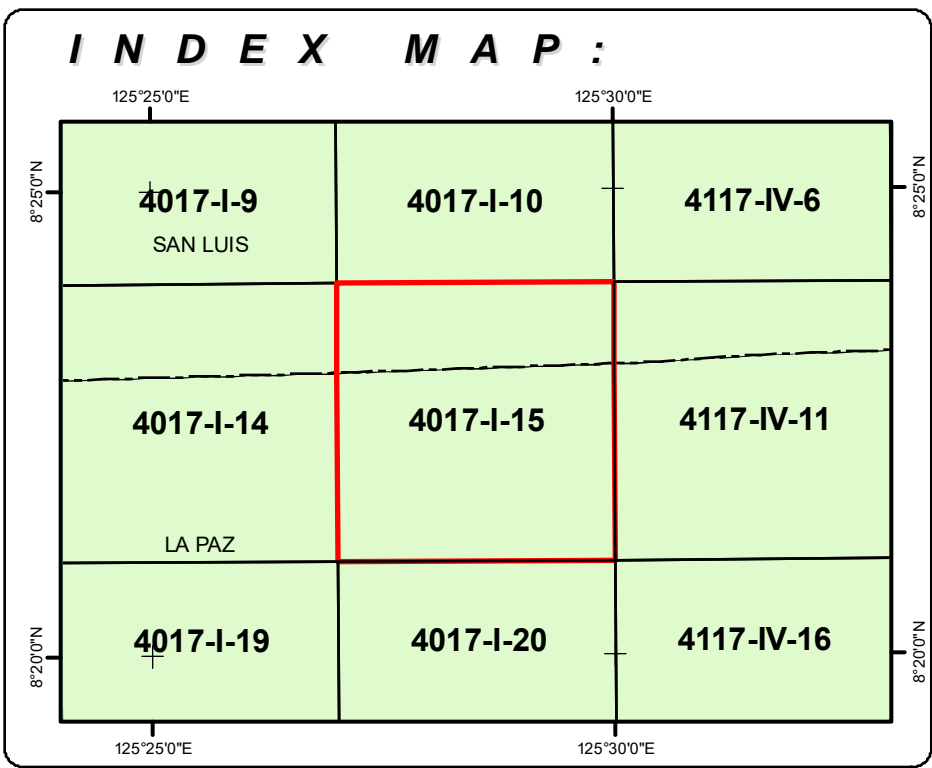 INDEX MAP:
125°25'0"E 125°30'0"E
8°25'0"N 8°25'0"N
4017-I-9 4017-I-10 4117-IV-6
SAN LUIS
4017-I-14 4017-I-15 4117-IV-11
LA PAZ
4017-I-19 4017-I-20 4117-IV-16
8°20'0"N 8°20'0"N
125°25'0"E 125°30'0"E